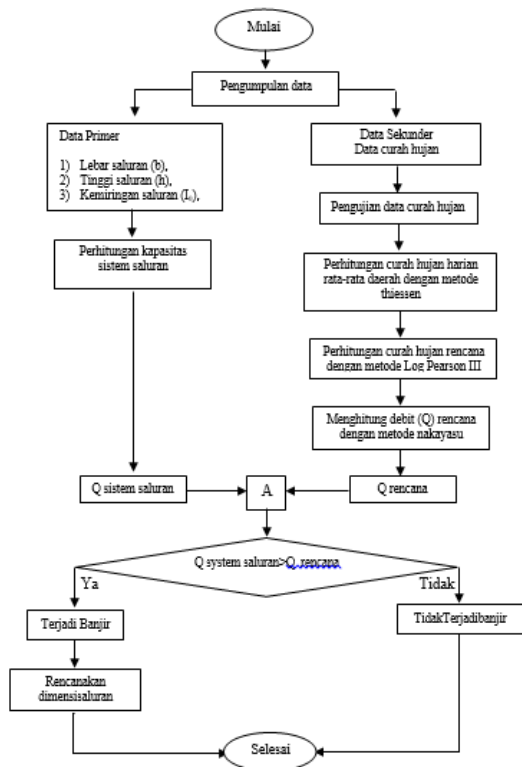 Mulai
Pengumpulan data
Data Primer
1) Lebar saluran (b),
2) Tinggi saluran (h),
3) Kemiringan saluran (I),
Perhitungan kapasitas
sistem saluran
Q sistem saluran
Data Sekunder
Data curah hujan
Pengujian data curah hujan
Perhitungan curah hujan harian
rata-rata daerah dengan metode
thiessen
Perhitungan curah hujan rencana
dengan metode Log Pearson III
Menghitung debit (Q) rencana
dengan metode nakayasu
Q rencana
A
Q system saluran>Q rencana
Ya
Tidak
Terjadi Banjir
Rencanakan
dimensisaluran
TidakTerjadibanjir
Selesai